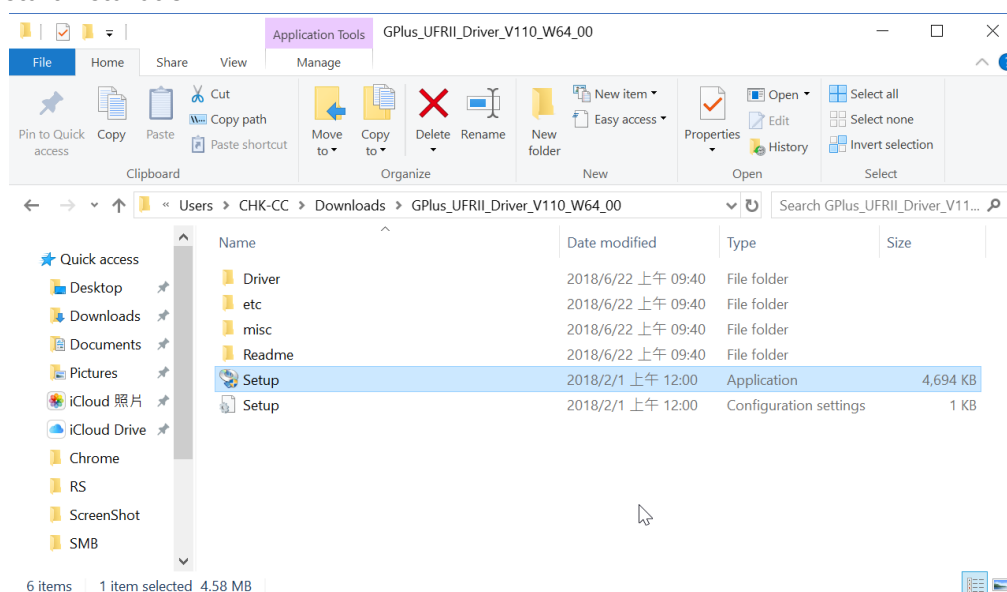 Application Tools GPlus_UFRII_Driver_V110_W64_00
File Home Share View Manage
Pin to Quick access
Copy
Paste
Cut
Copy path
Paste shortcut
Clipboard
Move to
Copy to
Delete
Rename
Organize
New folder
New item
Easy access
New
Properties
Open
Edit
History
Open
Select all
Select none
Invert selection
Select
« Users > CHK-CC > Downloads > GPlus_UFRII_Driver_V110_W64_00
Search GPlus_UFRII_Driver_V11...
Quick access
Desktop
Downloads
Documents
Pictures
iCloud 照片
iCloud Drive
Chrome
RS
ScreenShot
SMB
Name Date modified Type Size
Driver 2018/6/22 上午 09:40 File folder
etc 2018/6/22 上午 09:40 File folder
misc 2018/6/22 上午 09:40 File folder
Readme 2018/6/22 上午 09:40 File folder
Setup 2018/2/1 上午 12:00 Application 4,694 KB
Setup 2018/2/1 上午 12:00 Configuration settings 1 KB
6 items 1 item selected 4.58 MB